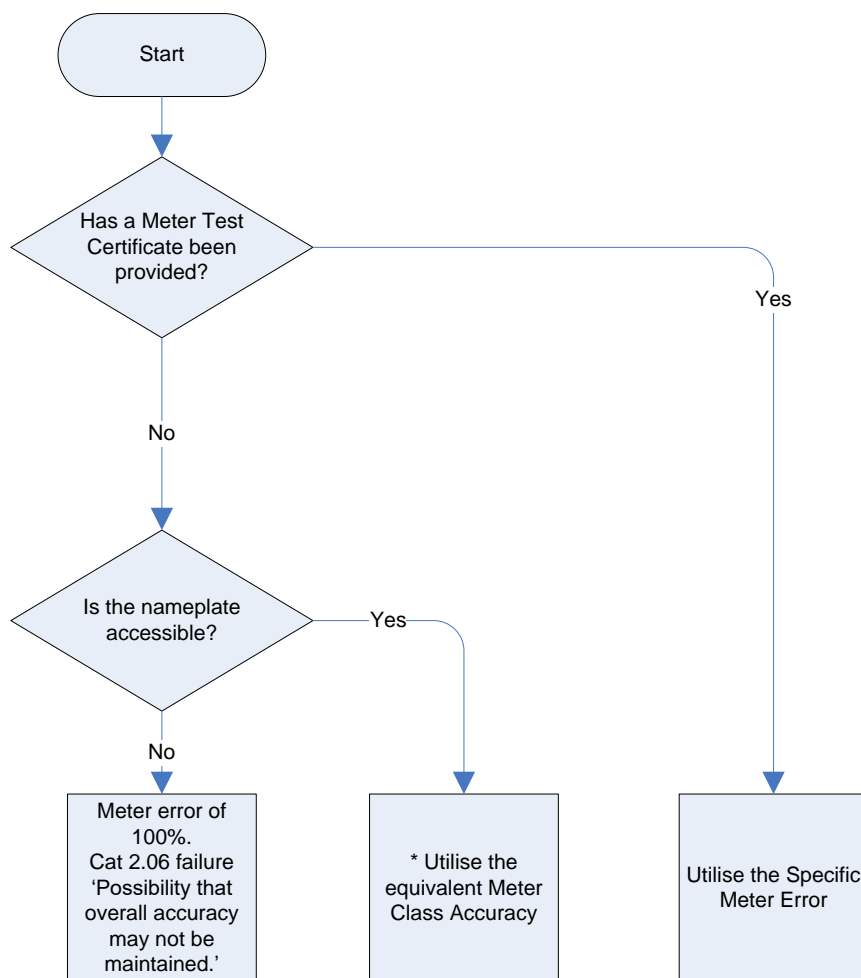 Start
Has a Meter Test
Certificate been
provided?
Yes
No
Is the nameplate
accessible?
Yes
No
Meter error of
100%.
Cat 2.06 failure
‘Possibility that
overall accuracy
may not be
maintained.’
* Utilise the
equivalent Meter
Class Accuracy
Utilise the Specific
Meter Error